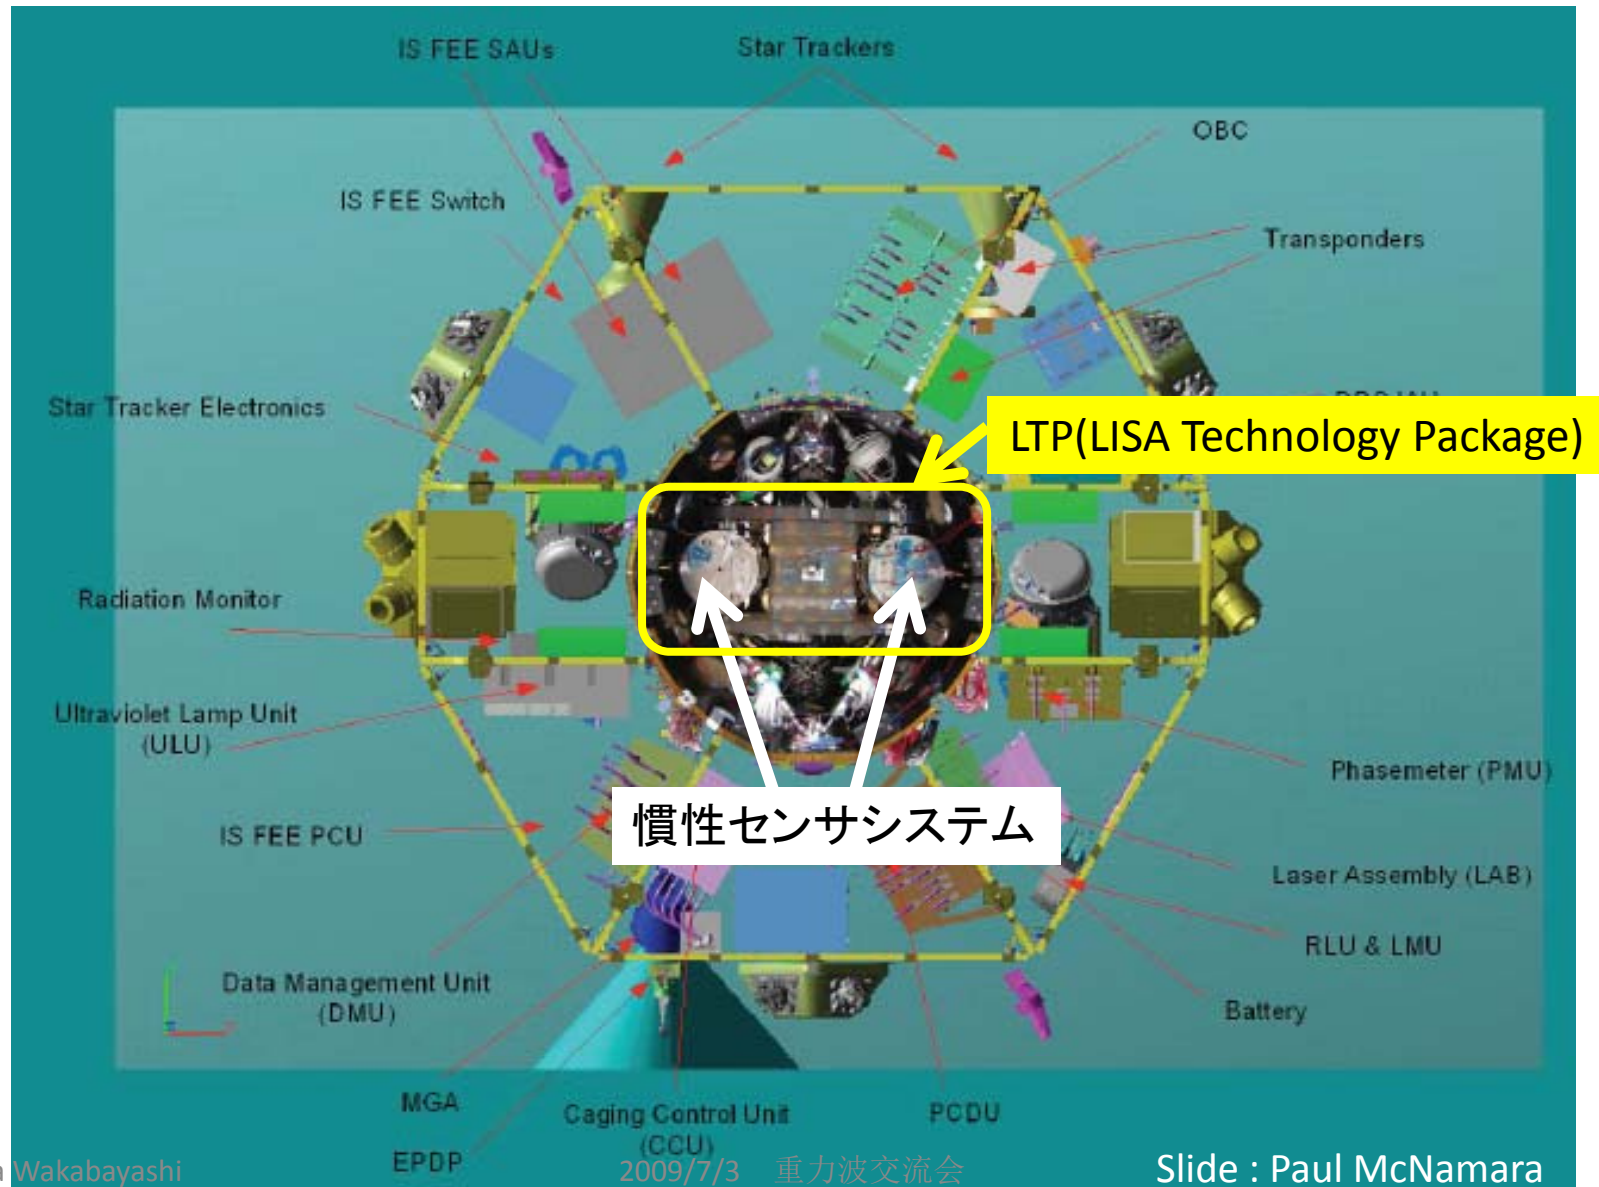 IS FEE SAUs
Star Trackers
OBC
IS FEE Switch
Transponders
Star Tracker Electronics
LTP(LISA Technology Package)
Radiation Monitor
Ultraviolet Lamp Unit
(ULU)
Phasemeter (PMU)
慣性センサシステム
IS FEE PCU
Laser Assembly (LAB)
RLU & LMU
Data Management Unit
(DMU)
Battery
MGA
Caging Control Unit
(CCU)
PCDU
EPDP
Wakabayashi
2009/7/3 重力波交流会
Slide : Paul McNamara